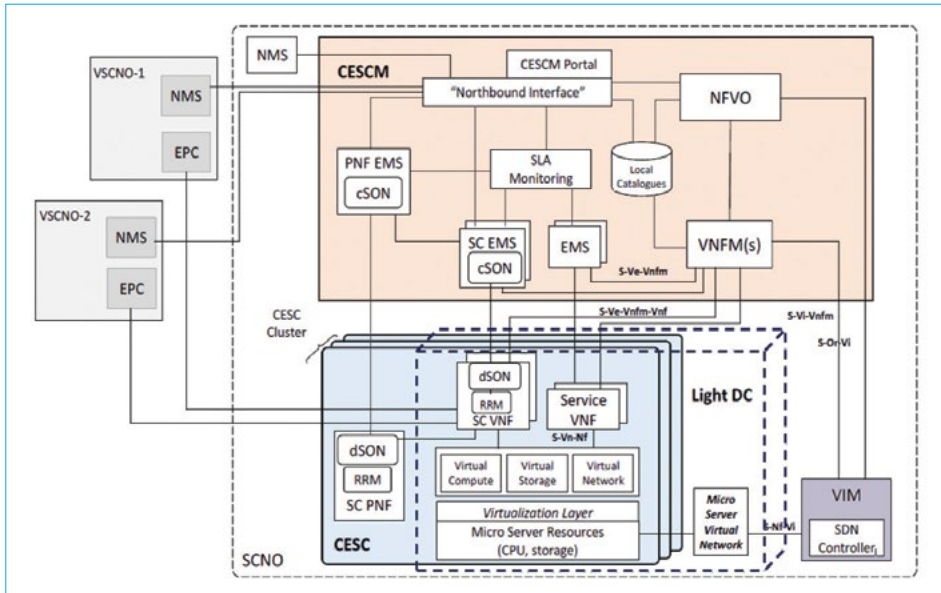 NMS
CESCM
CESCM Portal
"Northbound Interface"
NFVO
VSCNO-1
NMS
EPC
PNF EMS
cSON
SLA
Monitoring
Local
Catalogues
VSCNO-2
NMS
EPC
SC EMS
cSON
EMS
VNFM(s)
S-Ve-Vnfm
S-Ve-Vnfm-Vnf
S-Vi-Vnfm
S-Or-Vi
CESC
Cluster
dSON
RRM
SC VNF
Service
VNF
Light DC
S-Vn-Nf
dSON
RRM
SC PNF
Virtual
Compute
Virtual
Storage
Virtual
Network
Virtualization Layer
Micro Server Resources
(CPU, storage)
Micro
Server
Virtual
Network
S-Nf-Vi
VIM
SDN
Controller
CESC
SCNO